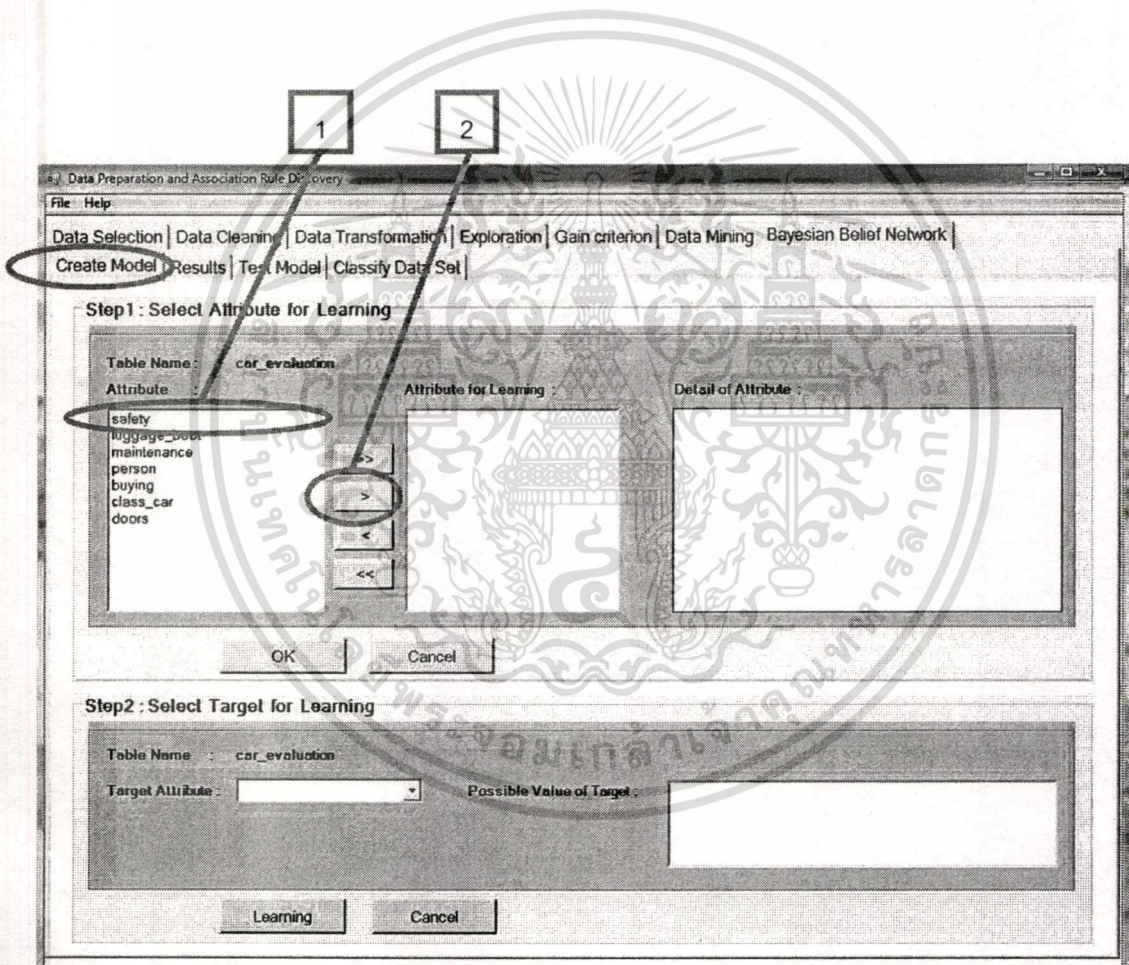 1
2
Data Preparation and Association Rule Discovery
File Help
Data Selection Data Cleaning Data Transformation Exploration Gain criterion Data Mining Bayesian Belief Network
Create Model Results Test Model Classify Data Set
Step1 : Select Attribute for Learning
Table Name : car_evaluation
Attribute : Attribute for Learning : Detail of Attribute :
safety
luggage_boot
maintenance
person
buying
class_car
doors
>>
>
<
<<
OK Cancel
Step2 : Select Target for Learning
Table Name : car_evaluation
Target Attribute : Possible Value of Target :
Learning Cancel